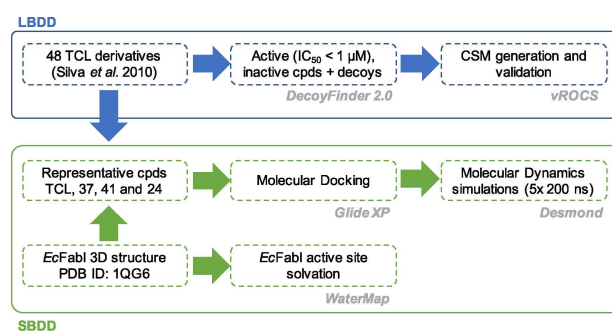 LBDD
48 TCL derivatives
(Silva et al. 2010)
Active (IC50 < 1 µM),
inactive cpds + decoys
DecoyFinder 2.0
CSM generation and
validation
vROCS
Representative cpds
TCL, 37, 41 and 24
Molecular Docking
Glide XP
Molecular Dynamics
simulations (5x 200 ns)
Desmond
EcFabI 3D structure
PDB ID: 1QG6
EcFabI active site
solvation
WaterMap
SBDD